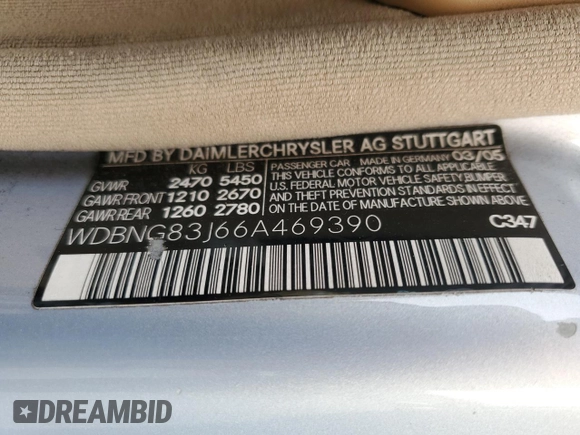 MFD BY DAIMLERCHRYSLER AG STUTTGART
KG LBS PASSENGER CAR MADE IN GERMANY 03/05
GVWR 2470 5450 THIS VEHICLE CONFORMS TO ALL APPLICABLE
GAWR FRONT 1210 2670 U.S. FEDERAL MOTOR VEHICLE SAFETY, BUMPER
GAWR REAR 1260 2780 AND THEFT PREVENTION STANDARDS IN EFFECT
ON THE DATE OF MANUFACTURE SHOWN ABOVE
WDBNG83J66A469390 C347
DREAMBID